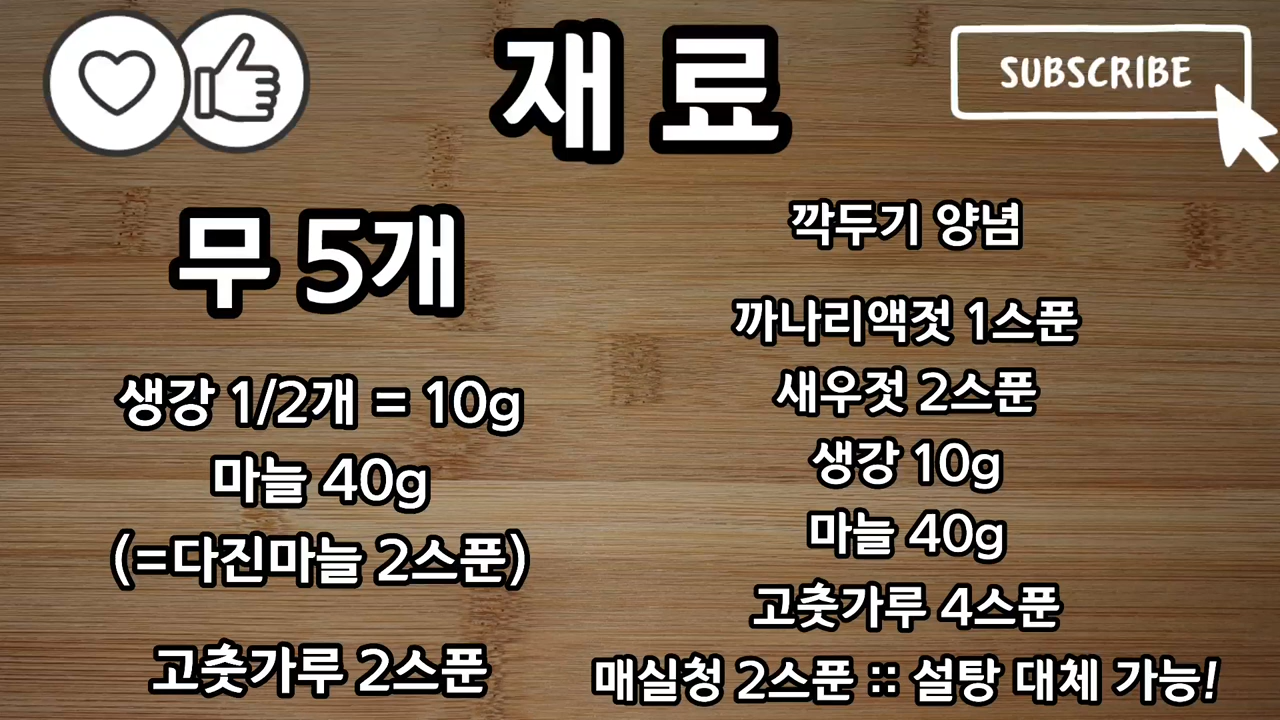 재료
SUBSCRIBE
무 5개
생강 1/2개 = 10g
마늘 40g
(=다진마늘 2스푼)
고춧가루 2스푼
깍두기 양념
까나리액젓 1스푼
새우젓 2스푼
생강 10g
마늘 40g
고춧가루 4스푼
매실청 2스푼 :: 설탕 대체 가능!